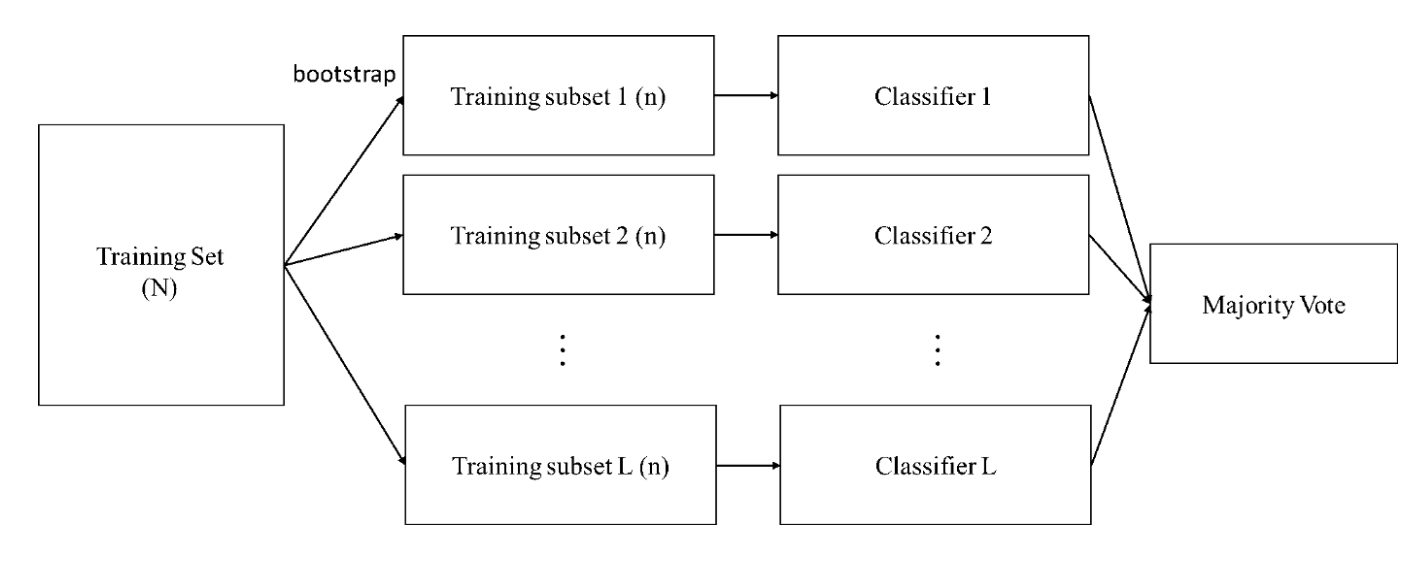 bootstrap
Training Set
(N)
Training subset 1 (n)
Classifier 1
Training subset 2 (n)
Classifier 2
Training subset L (n)
Classifier L
Majority Vote